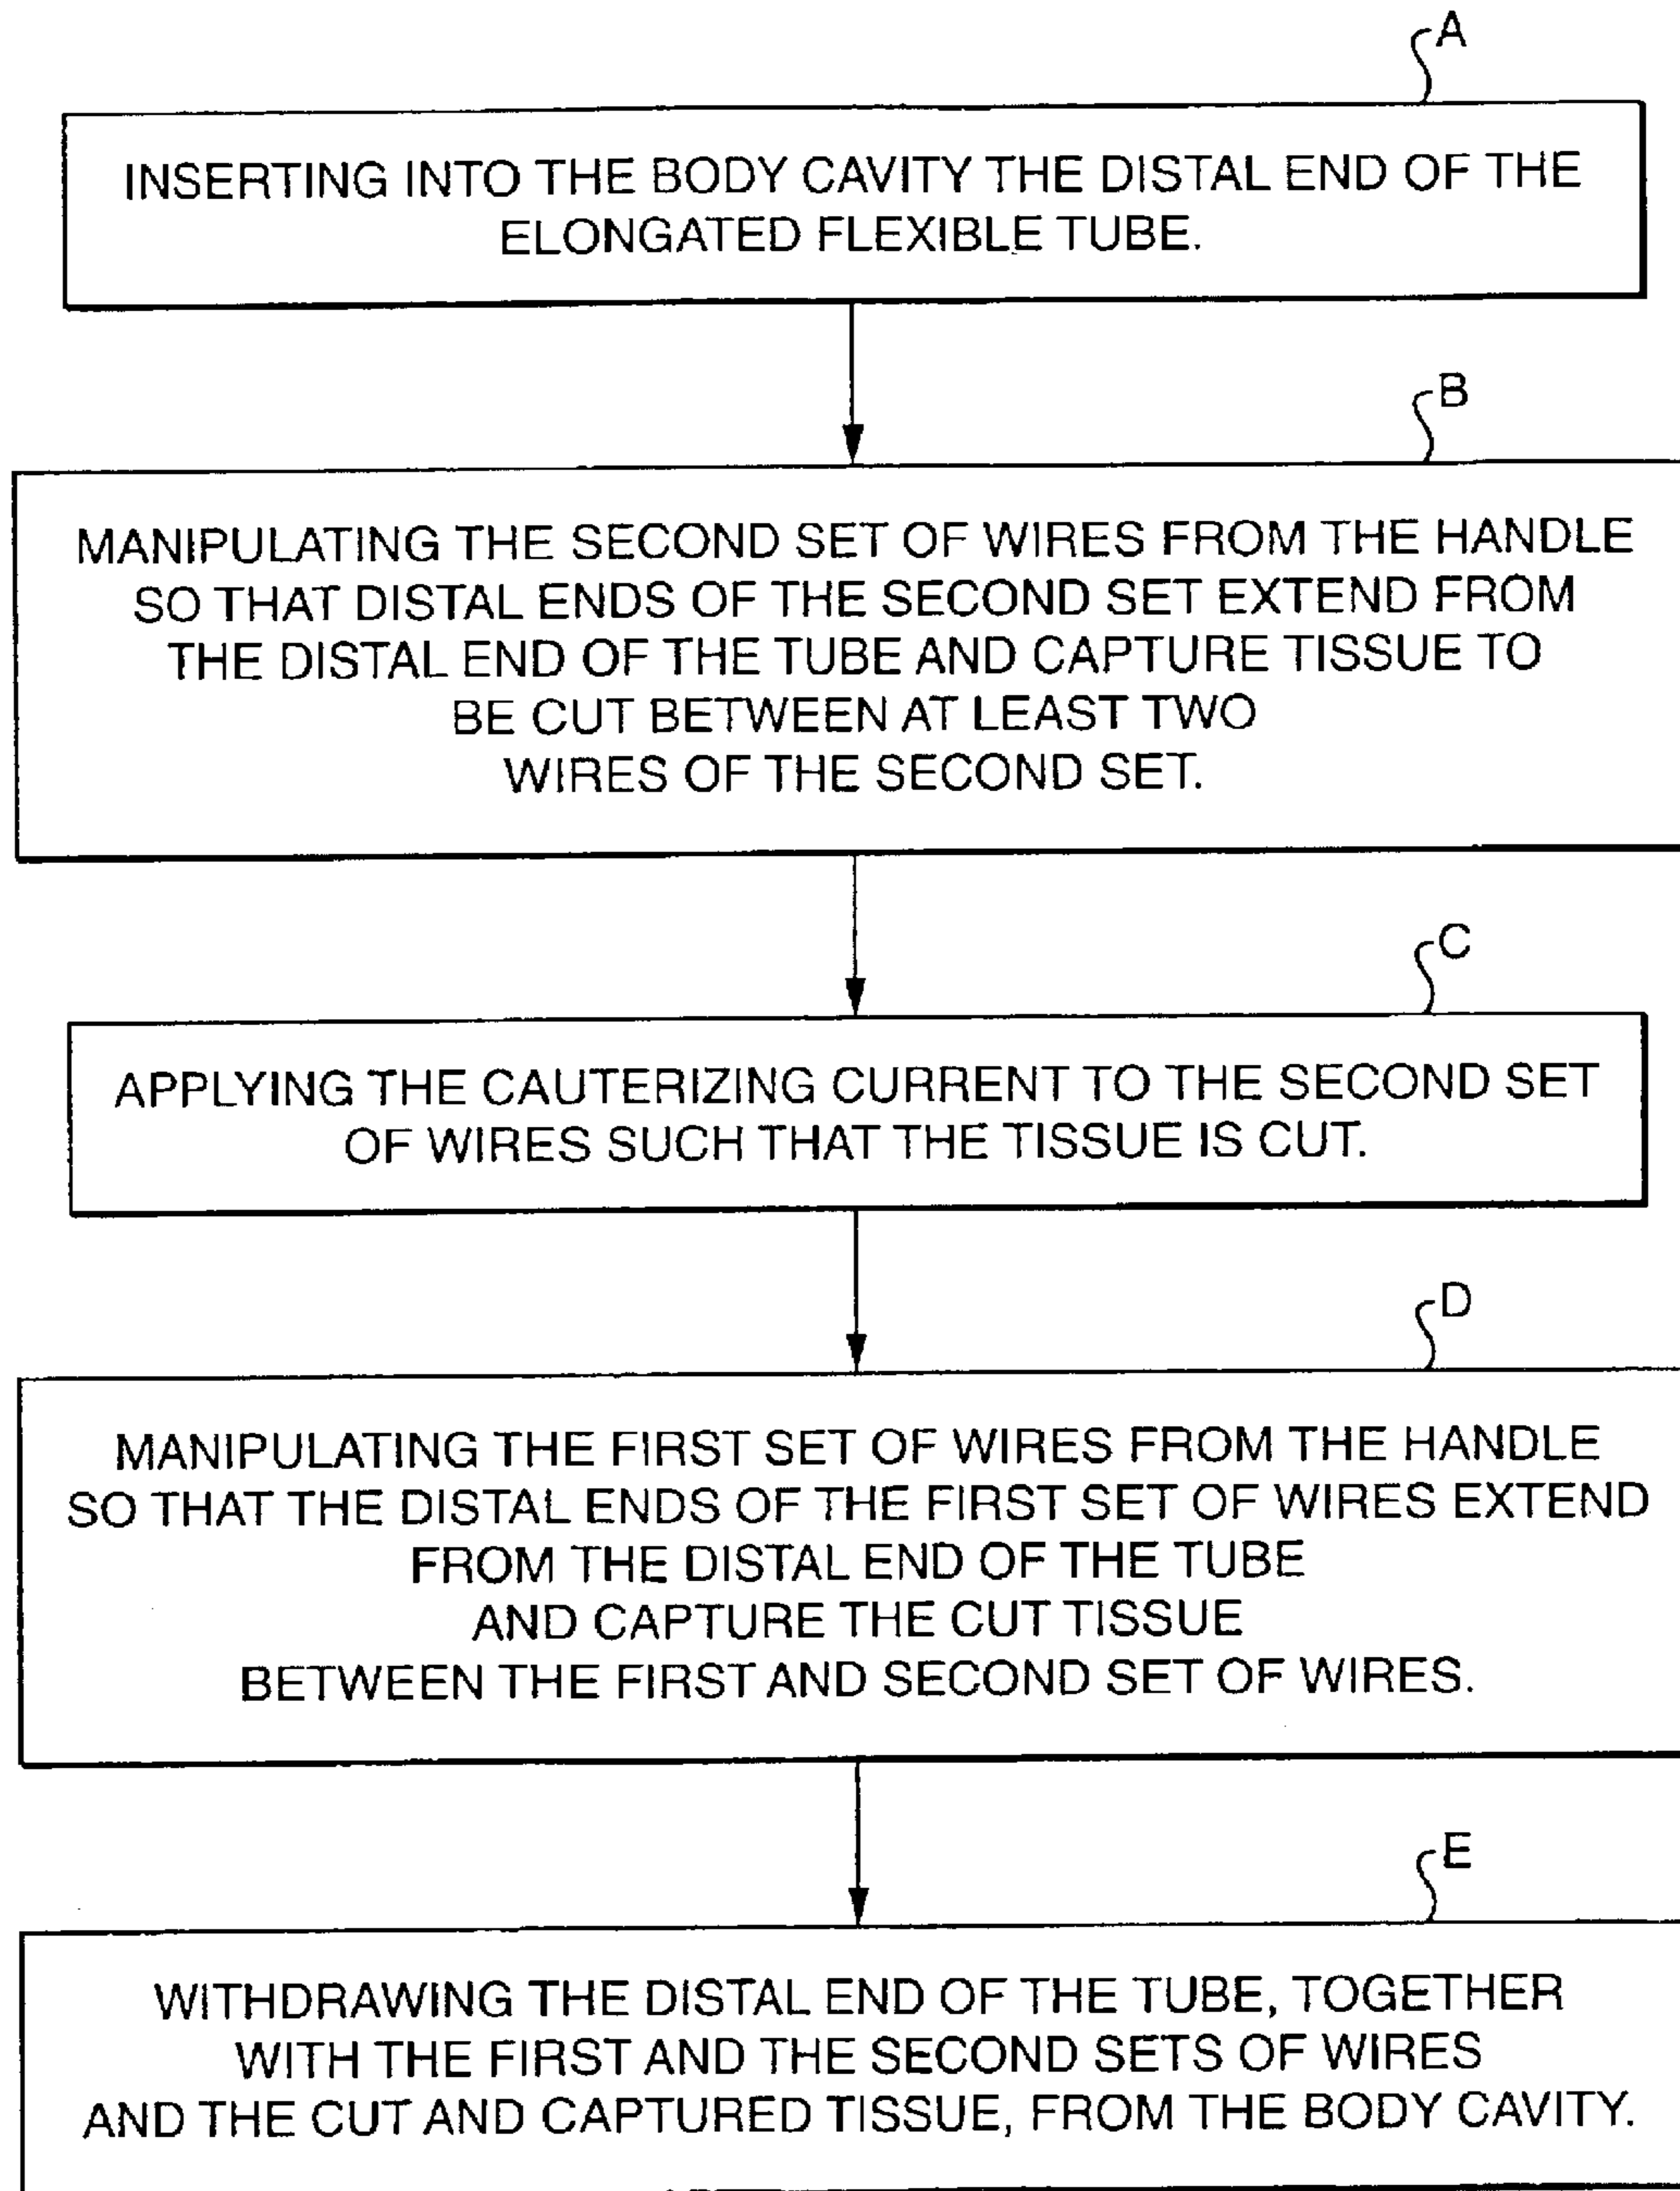 A
INSERTING INTO THE BODY CAVITY THE DISTAL END OF THE
ELONGATED FLEXIBLE TUBE.
B
MANIPULATING THE SECOND SET OF WIRES FROM THE HANDLE
SO THAT DISTAL ENDS OF THE SECOND SET EXTEND FROM
THE DISTAL END OF THE TUBE AND CAPTURE TISSUE TO
BE CUT BETWEEN AT LEAST TWO
WIRES OF THE SECOND SET.
C
APPLYING THE CAUTERIZING CURRENT TO THE SECOND SET
OF WIRES SUCH THAT THE TISSUE IS CUT.
D
MANIPULATING THE FIRST SET OF WIRES FROM THE HANDLE
SO THAT THE DISTAL ENDS OF THE FIRST SET OF WIRES EXTEND
FROM THE DISTAL END OF THE TUBE
AND CAPTURE THE CUT TISSUE
BETWEEN THE FIRST AND SECOND SET OF WIRES.
E
WITHDRAWING THE DISTAL END OF THE TUBE, TOGETHER
WITH THE FIRST AND THE SECOND SETS OF WIRES
AND THE CUT AND CAPTURED TISSUE, FROM THE BODY CAVITY.